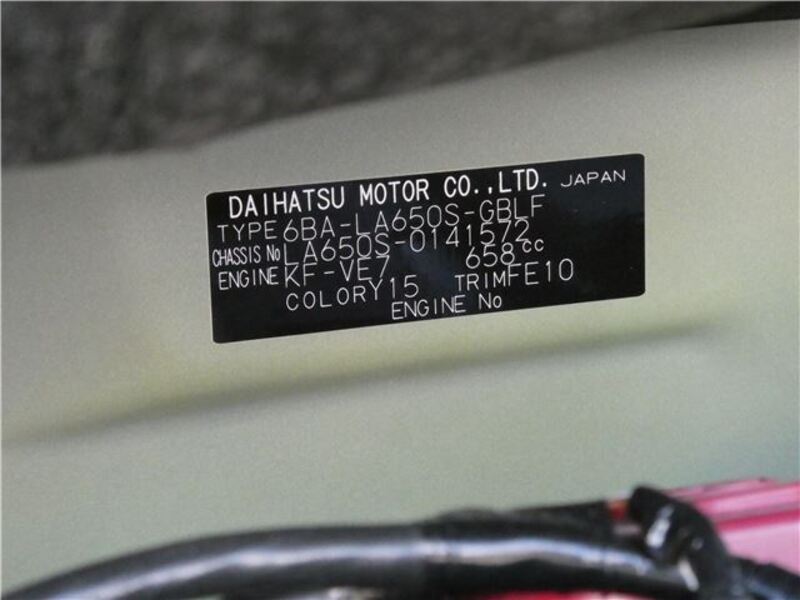 DAIHATSU MOTOR CO.,LTD. JAPAN
TYPE 6BA-LA650S-GBLF
CHASSIS No LA650S-0141572
ENGINE KF-VE7 658cc
COLOR Y15 TRIM FE10
ENGINE No